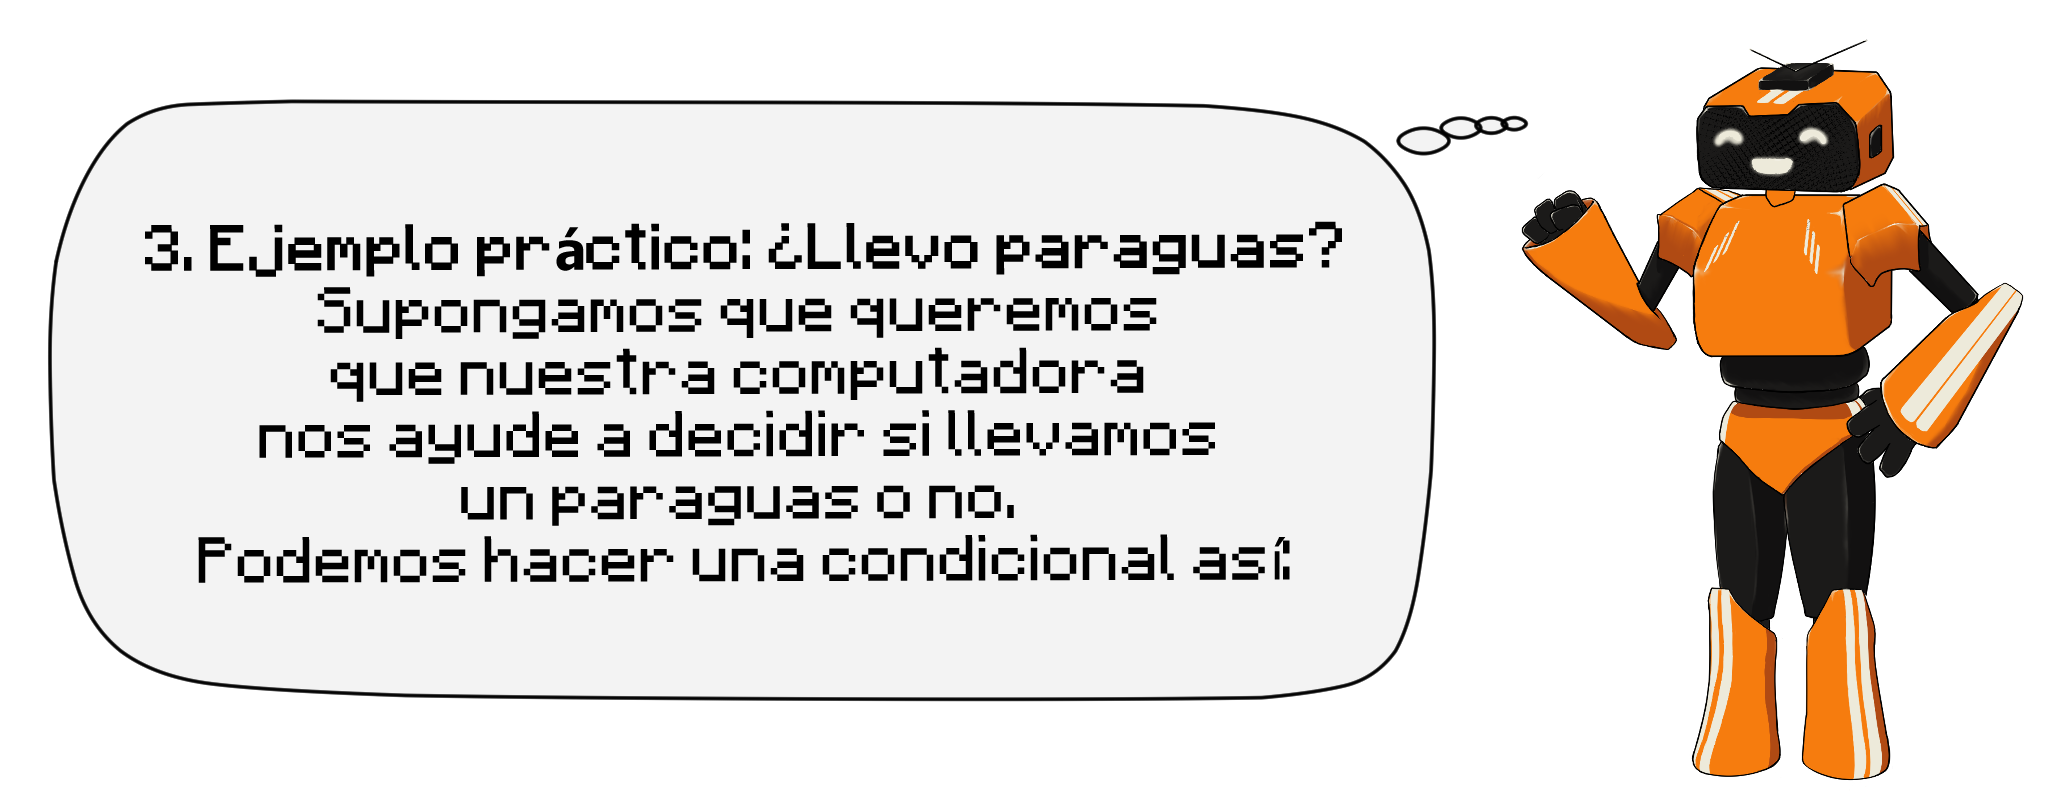 3. Ejemplo práctico: ¿Llevo paraguas?
Supongamos que queremos
que nuestra computadora
nos ayude a decidir si llevamos
un paraguas o no.
Podemos hacer una condicional así: